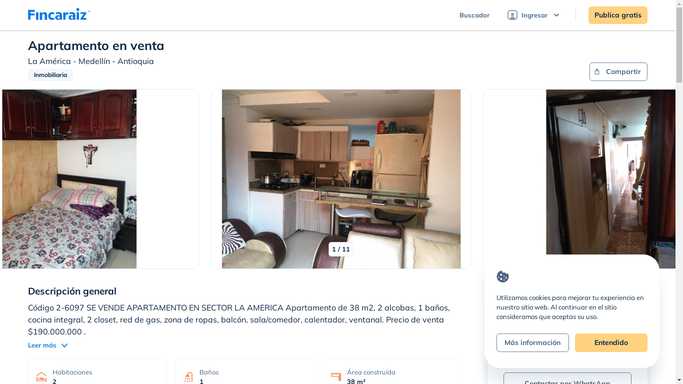 Fincaraiz
Buscador
Ingresar
Publica gratis
Apartamento en venta
La América - Medellín - Antioquia
Inmobiliaria
Compartir
1 / 11
Descripción general
Código 2-6097 SE VENDE APARTAMENTO EN SECTOR LA AMERICA Apartamento de 38 m2, 2 alcobas, 1 baños,
cocina integral, 2 closet, red de gas, zona de ropas, balcón, sala/comedor, calentador, ventanal. Precio de venta
$190.000.000 .
Leer más
Habitaciones
2
Baños
1
Área construida
38 m²
Utilizamos cookies para mejorar tu experiencia en
nuestro sitio web. Al continuar en el sitio
consideramos que aceptas su uso.
Más información
Entendido
Contactar por WhatsApp